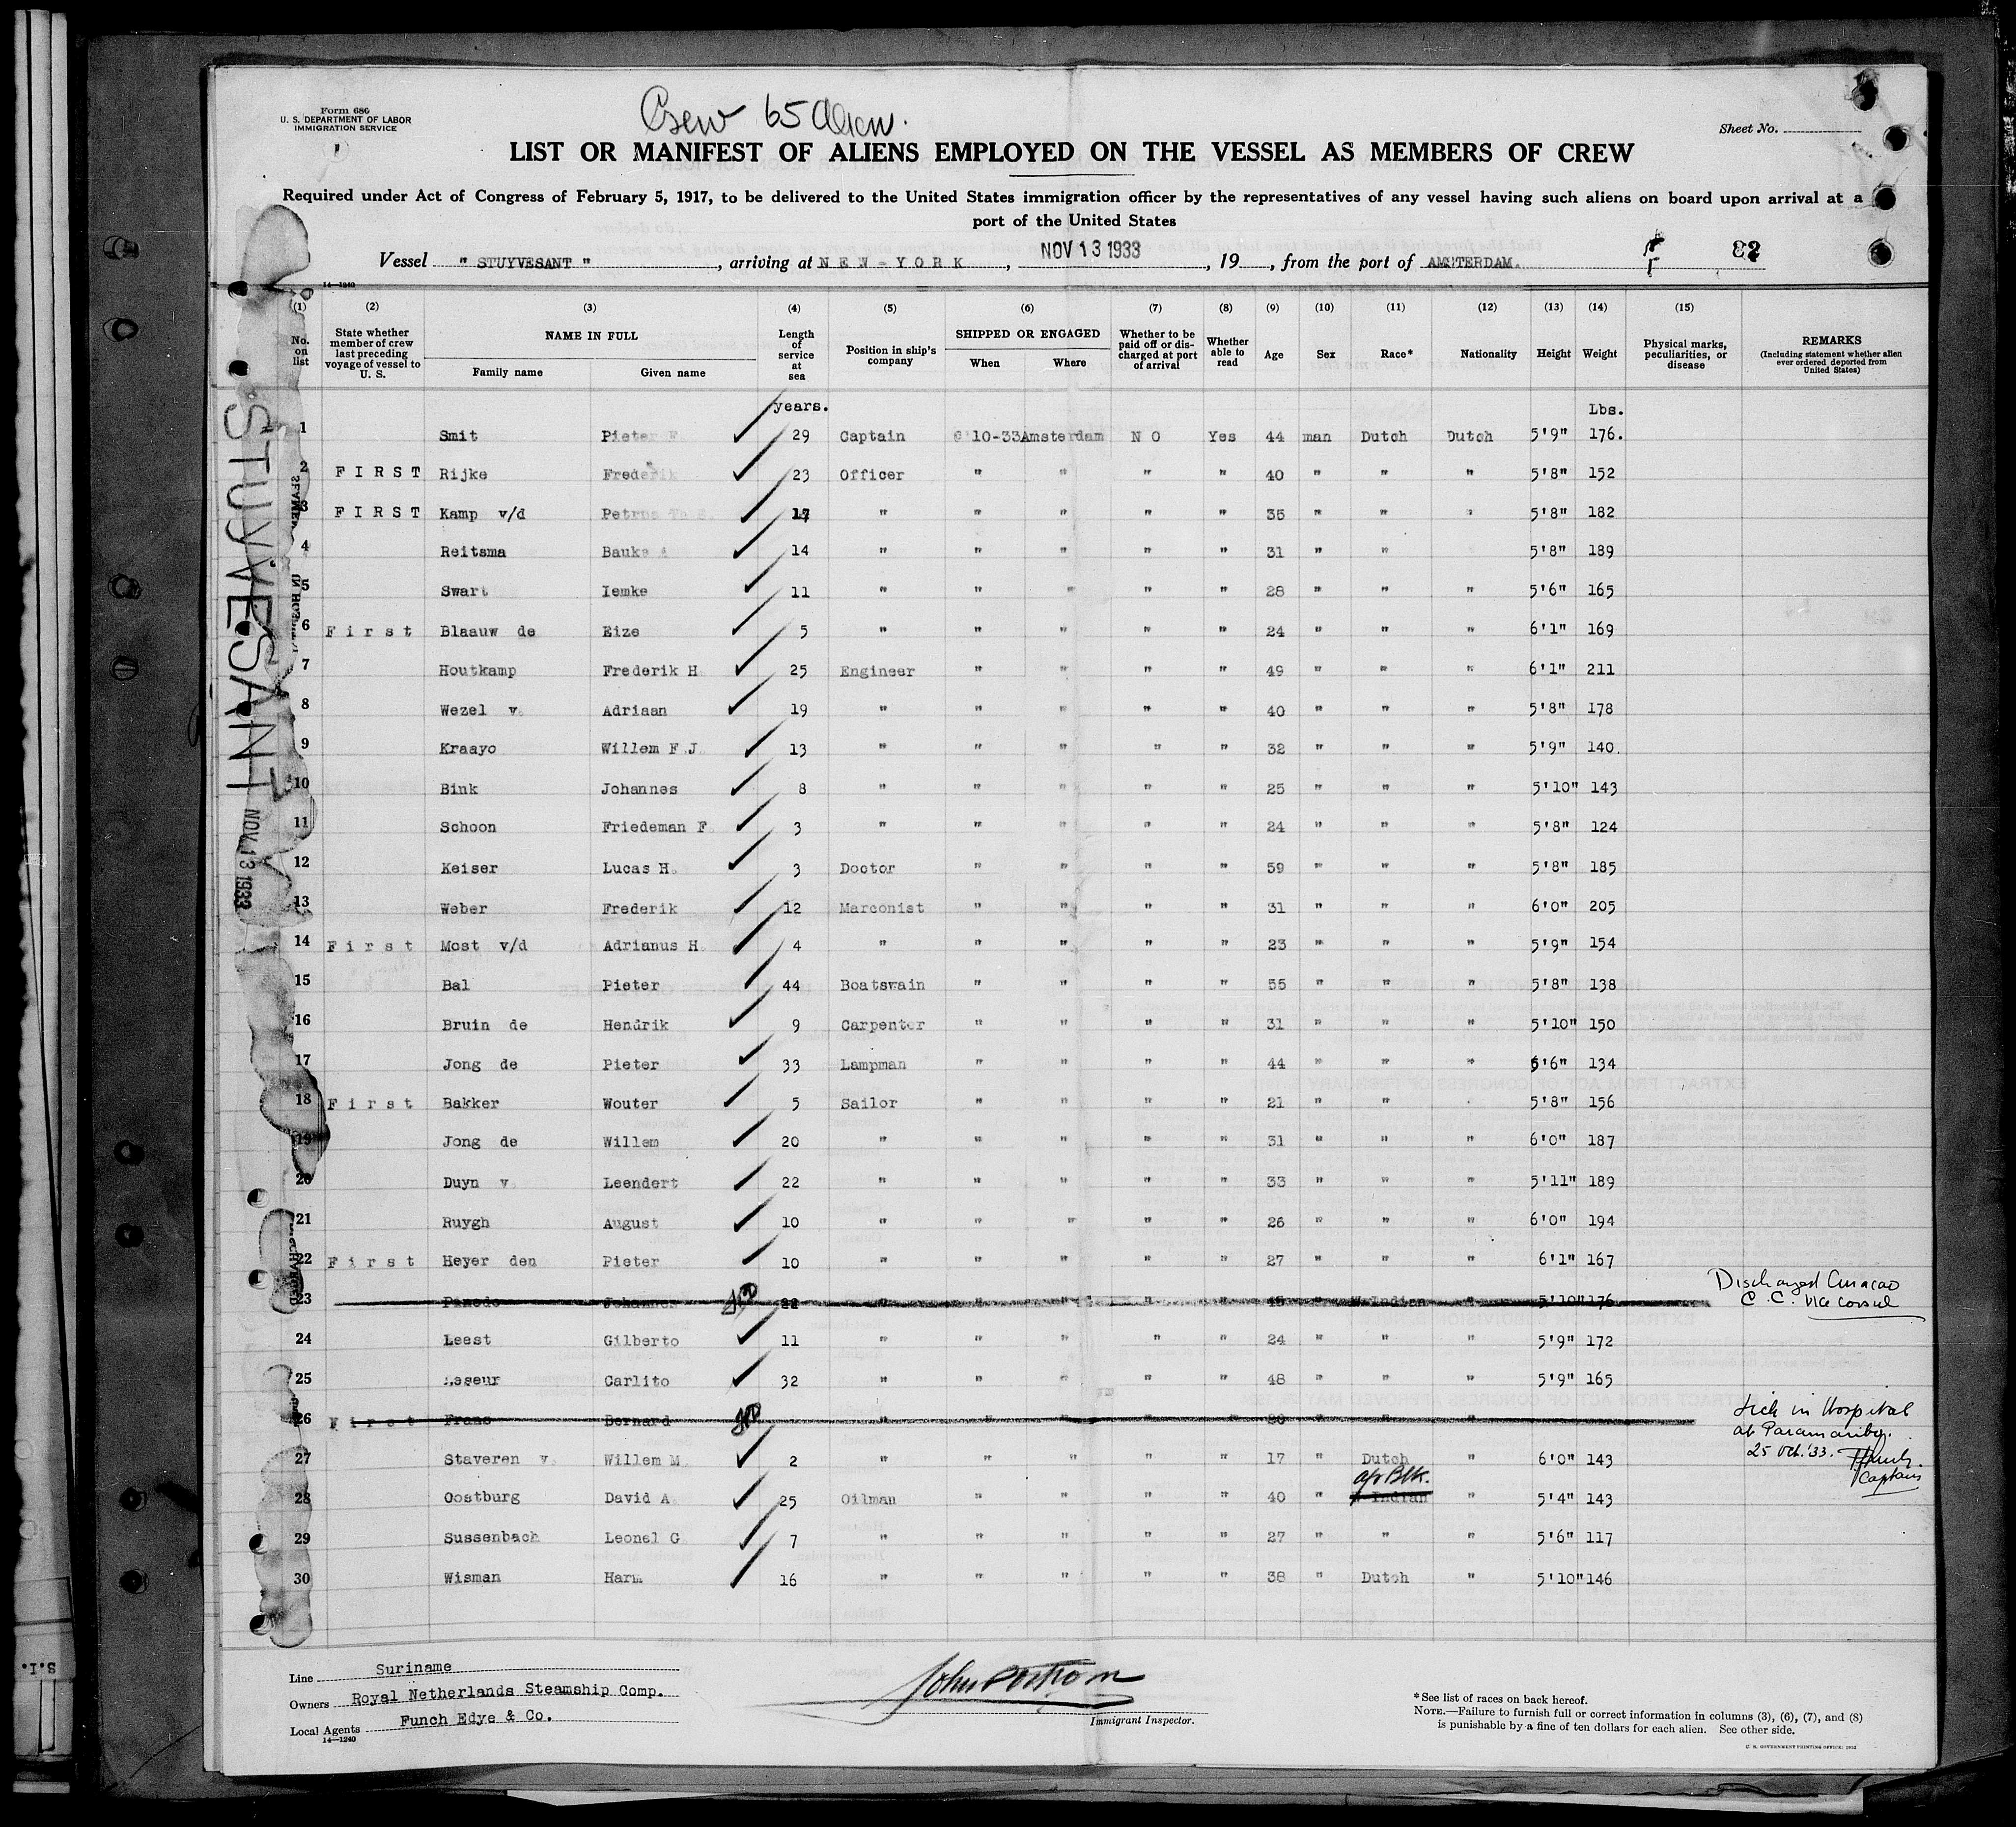 Form 686
U. S. DEPARTMENT OF LABOR
IMMIGRATION SERVICE
Crew 65 Alien.
Sheet No.
LIST OR MANIFEST OF ALIENS EMPLOYED ON THE VESSEL AS MEMBERS OF CREW
Required under Act of Congress of February 5, 1917, to be delivered to the United States immigration officer by the representatives of any vessel having such aliens on board upon arrival at a
port of the United States
Vessel " STUYVESANT ", arriving at NEW-YORK, NOV 13 1933, 19 , from the port of AMSTERDAM. 82
14—1240
(1) (2) (3) (4) (5) (6) (7) (8) (9) (10) (11) (12) (13) (14) (15)
No. on list
State whether member of crew last preceding voyage of vessel to U. S.
NAME IN FULL
Family name Given name
Length of service at sea
Position in ship's company
SHIPPED OR ENGAGED
When Where
Whether to be paid off or discharged at port of arrival
Whether able to read
Age
Sex
Race*
Nationality
Height
Weight
Physical marks, peculiarities, or disease
REMARKS
(Including statement whether alien ever ordered deported from United States)
years. Lbs.
1 Smit Pieter 29 Captain 10-33 Amsterdam NO Yes 44 man Dutch Dutch 5'9" 176.
2 FIRST Rijke Frederik 23 Officer " " " " 40 " " " 5'8" 152
3 FIRST Kamp v/d Petrus Th S. 17 " " " " " 35 " " " 5'8" 182
4 Reitsma Bauke 14 " " " " " 31 " " 5'8" 189
5 Swart Iemke 11 " " " " " 28 " " " 5'6" 165
6 First Blaauw de Eize 5 " " " " " 24 " " " 6'1" 169
7 Houtkamp Frederik H. 25 Engineer " " " " 49 " " " 6'1" 211
8 Wezel v. Adriaan 19 " " " " " 40 " " " 5'8" 178
9 Kraayo Willem F.J. 13 " " " " " 32 " " " 5'9" 140.
10 Bink Johannes 8 " " " " " 25 " " " 5'10" 143
11 Schoon Friedeman F. 3 " " " " " 24 " " " 5'8" 124
12 Keiser Lucas H. 3 Doctor " " " " 59 " " " 5'8" 185
13 Weber Frederik 12 Marconist " " " " 31 " " " 6'0" 205
14 First Most v/d Adrianus H. 4 " " " " " 23 " " " 5'9" 154
15 Bal Pieter 44 Boatswain " " " " 55 " " " 5'8" 138
16 Bruin de Hendrik 9 Carpenter " " " " 31 " " " 5'10" 150
17 Jong de Pieter 33 Lampman " " " " 44 " " " 5'6" 134
18 First Bakker Wouter 5 Sailor " " " " 21 " " 5'8" 156
19 Jong de Willem 20 " " " " " 31 " " " 6'0" 187
20 Duyn v. Leendert 22 " " " " " 33 " " " 5'11" 189
21 Ruygh August 10 " " " " " 26 " " " 6'0" 194
22 First Heyer den Pieter 10 " " " " " 27 " " " 6'1" 167
23 Johannes 22 " " " " " 45 " W.Indian " 5'10" 176 Discharged Curacao
C.C. Vice consul
24 Leest Gilberto 11 " " " " " 24 " " " 5'9" 172
25 Carlito 32 " " " " " 48 " " " 5'9" 165
26 First Frans Bernard " " " " " 20 " " " Sick in Hospital
at Paramaribo.
25 Oct. '33.
Captain
27 Staveren v. Willem M. 2 " " " " " 17 " Dutch " 6'0" 143
Afr Blk.
28 Oostburg David A. 25 Oilman " " " " 40 " W.Indian " 5'4" 143
29 Sussenbach Leonel G. 7 " " " " " 27 " " " 5'6" 117
30 Wisman Harm 16 " " " " " 38 " Dutch " 5'10" 146
STUYVESANT
NOV 13 1933
Line Suriname
Owners Royal Netherlands Steamship Comp.
Local Agents Funch Edye & Co.
14—1240
Immigrant Inspector.
*See list of races on back hereof.
NOTE.—Failure to furnish full or correct information in columns (3), (6), (7), and (8)
is punishable by a fine of ten dollars for each alien. See other side.
U. S. GOVERNMENT PRINTING OFFICE: 1932
S.I.